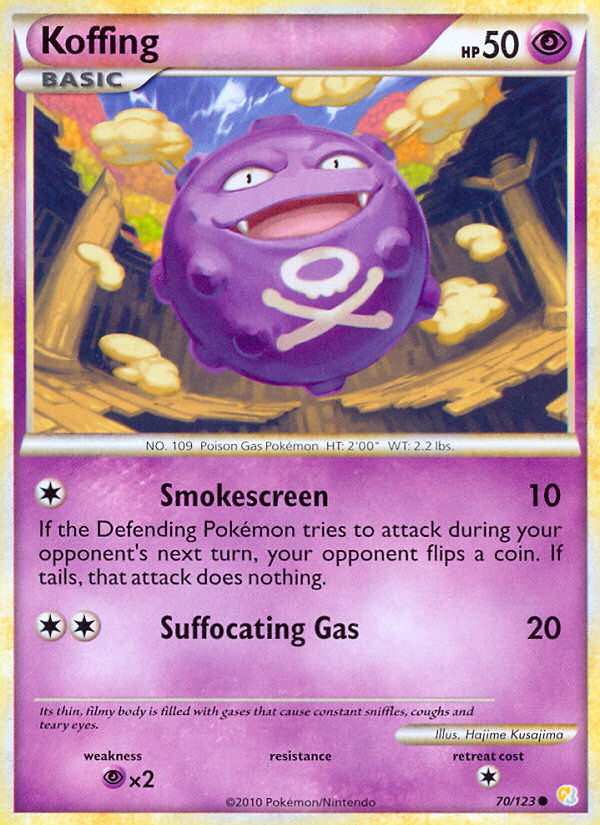 Koffing
HP 50
BASIC
NO. 109 Poison Gas Pokémon HT: 2'00" WT: 2.2 lbs.
Smokescreen 10
If the Defending Pokémon tries to attack during your
opponent's next turn, your opponent flips a coin. If
tails, that attack does nothing.
Suffocating Gas 20
Its thin, filmy body is filled with gases that cause constant sniffles, coughs and
teary eyes.
Illus. Hajime Kusajima
weakness resistance retreat cost
×2
©2010 Pokémon/Nintendo 70/123